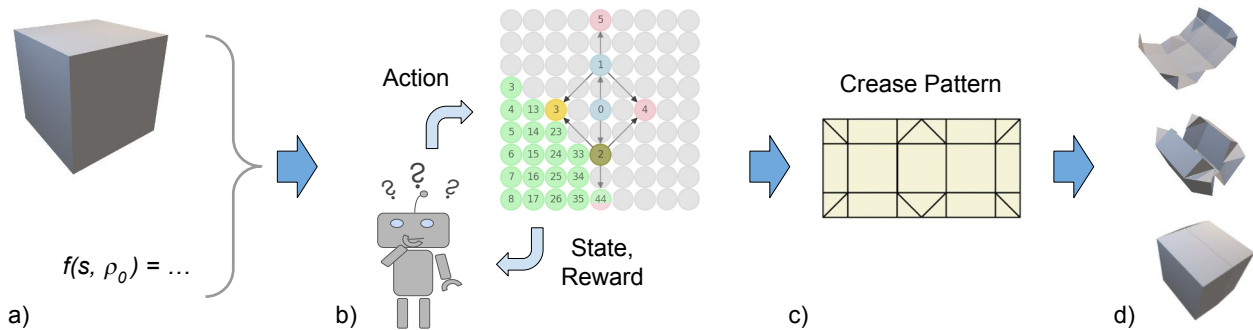 5
Action
1
3
Crease Pattern
4 13 3 0 4
5 14 23
6 15 24 33 2
7 16 25 34
8 17 26 35 44
? ? ?
State,
Reward
f(s, ρ₀) = ...
a)
b)
c)
d)